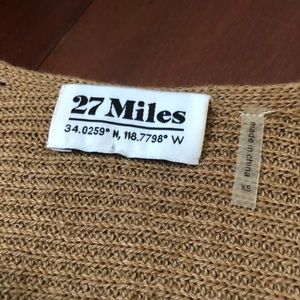 27 Miles
34.0259° N, 118.7798° W
made in china
XS